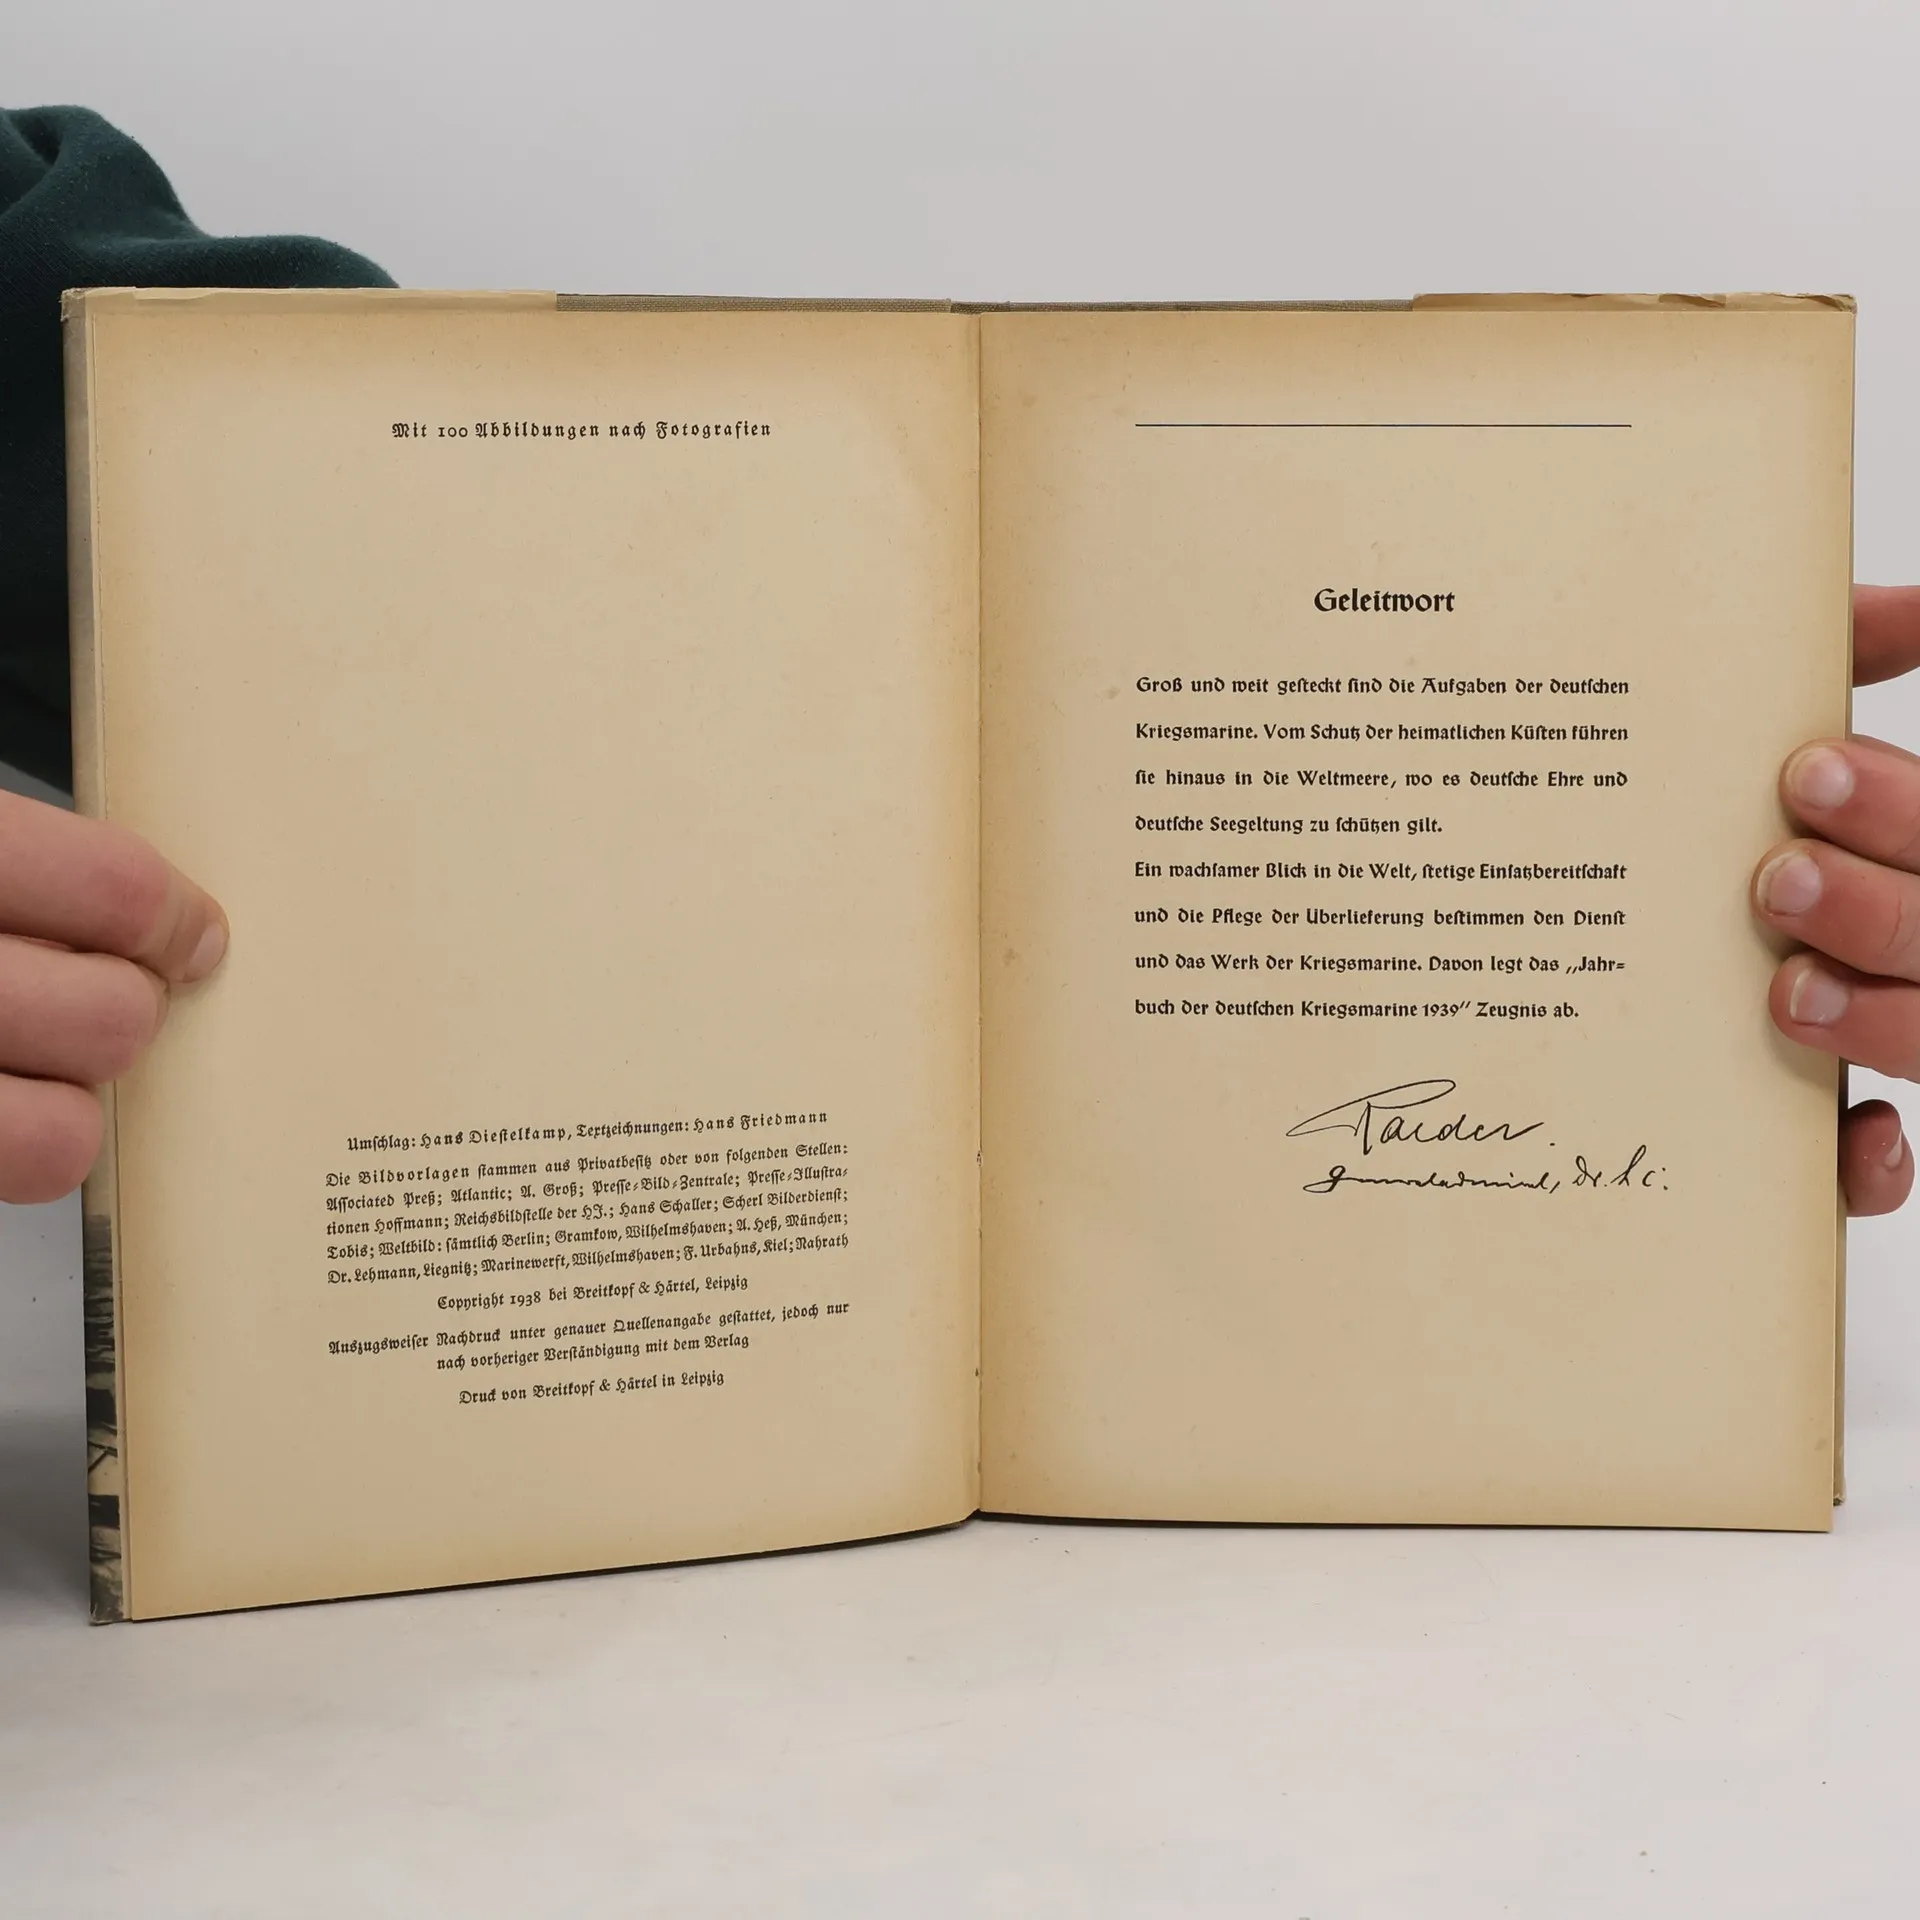 Mit 100 Abbildungen nach Fotografien
Umschlag: Hans Diestelkamp, Textzeichnungen: Hans Friedmann
Die Bildvorlagen stammen aus Privatbesitz oder von folgenden Stellen:
Associated Preß; Atlantic; A. Groß; Presse-Bild-Zentrale; Presse-Illustra-
tionen Hoffmann; Reichsbildstelle der HJ.; Hans Schaller; Scherl Bilderdienst;
Tobis; Weltbild: sämtlich Berlin; Gramkow, Wilhelmshaven; A. Heß, München;
Dr. Lehmann, Liegnitz; Marinewerft, Wilhelmshaven; F. Urbahns, Kiel; Nahrath
Copyright 1938 bei Breitkopf & Härtel, Leipzig
Auszugsweiser Nachdruck unter genauer Quellenangabe gestattet, jedoch nur
nach vorheriger Verständigung mit dem Verlag
Druck von Breitkopf & Härtel in Leipzig
Geleitwort
Groß und weit gesteckt sind die Aufgaben der deutschen
Kriegsmarine. Vom Schutz der heimatlichen Küsten führen
sie hinaus in die Weltmeere, wo es deutsche Ehre und
deutsche Seegeltung zu schützen gilt.
Ein wachsamer Blick in die Welt, stetige Einsatzbereitschaft
und die Pflege der Überlieferung bestimmen den Dienst
und das Werk der Kriegsmarine. Davon legt das „Jahr-
buch der deutschen Kriegsmarine 1939" Zeugnis ab.
Raeder.
Generaladmiral, Dr. h c.